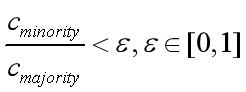 c_minority / c_majority < ε, ε ∈ [0,1]